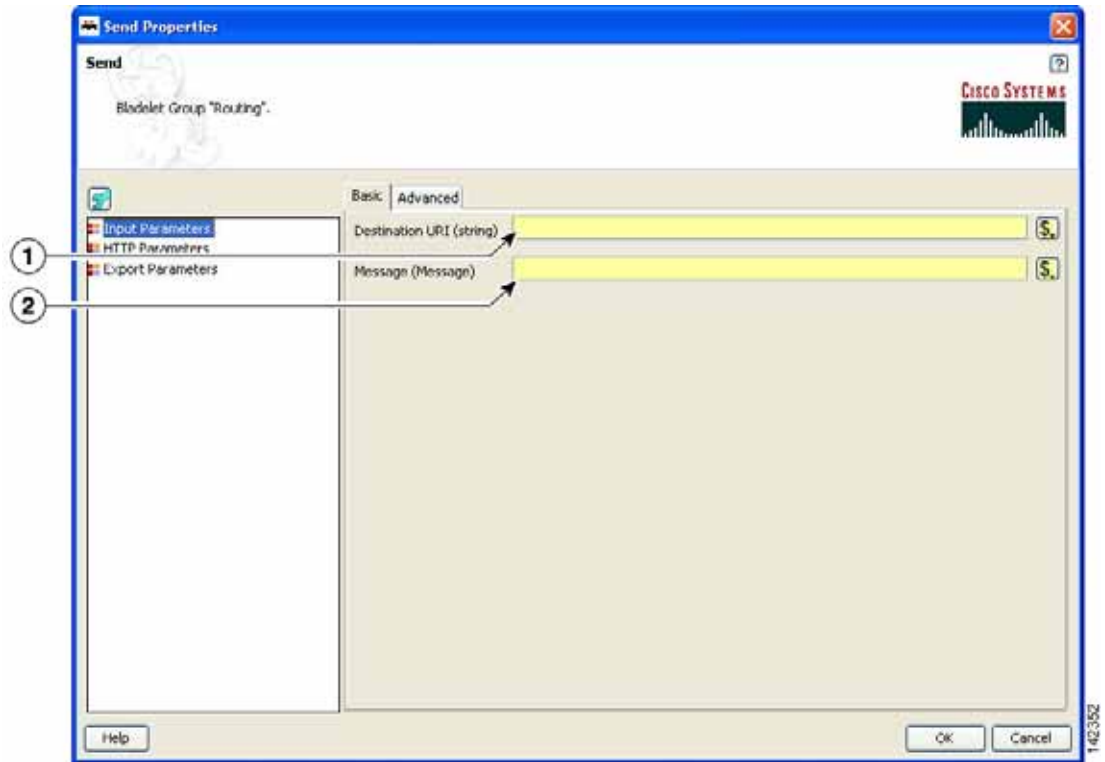 Send Properties
Send
Bladelet Group "Routing".
CISCO SYSTEMS
Basic
Advanced
Input Parameters
HTTP Parameters
Export Parameters
Destination URI (string)
$
Message (Message)
$
1
2
Help
OK
Cancel
142352